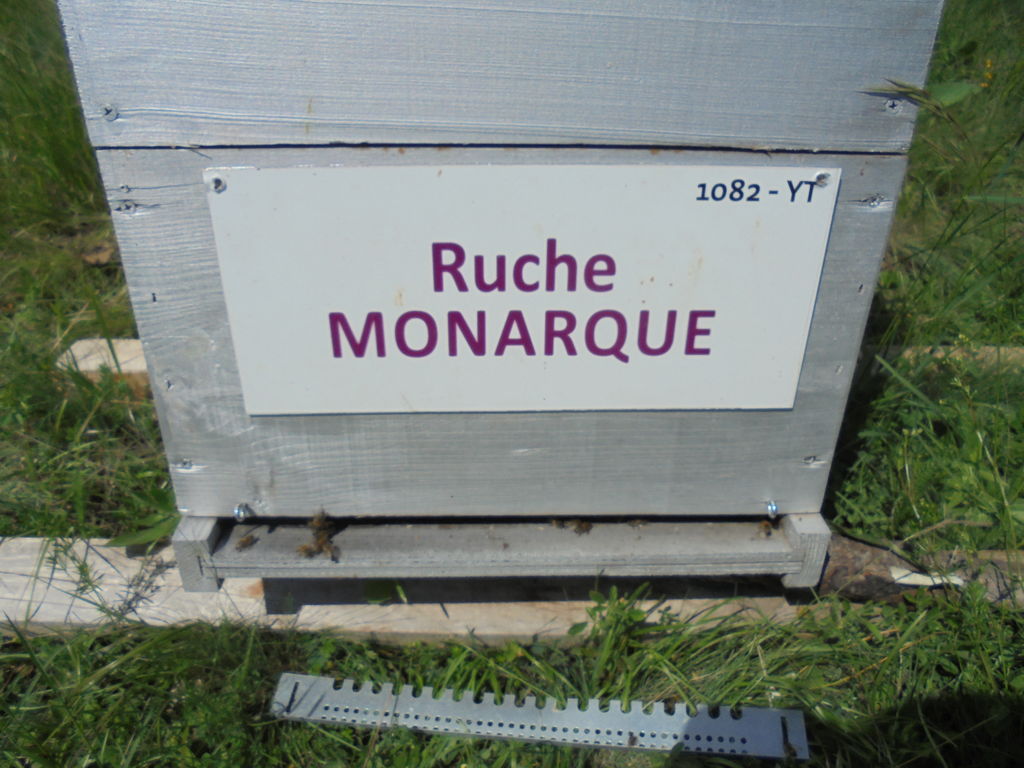 1082 - YT
Ruche
MONARQUE